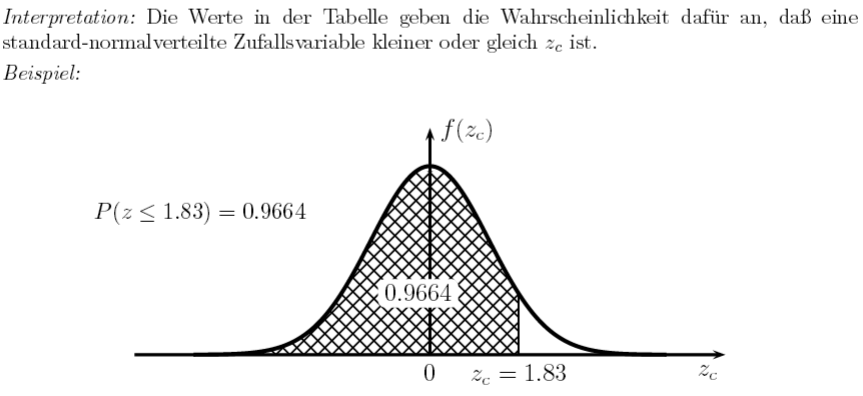 Interpretation: Die Werte in der Tabelle geben die Wahrscheinlichkeit dafür an, daß eine
standard-normalverteilte Zufallsvariable kleiner oder gleich z_c ist.
Beispiel:
f(z_c)
P(z ≤ 1.83) = 0.9664
0.9664
0 z_c = 1.83 z_c